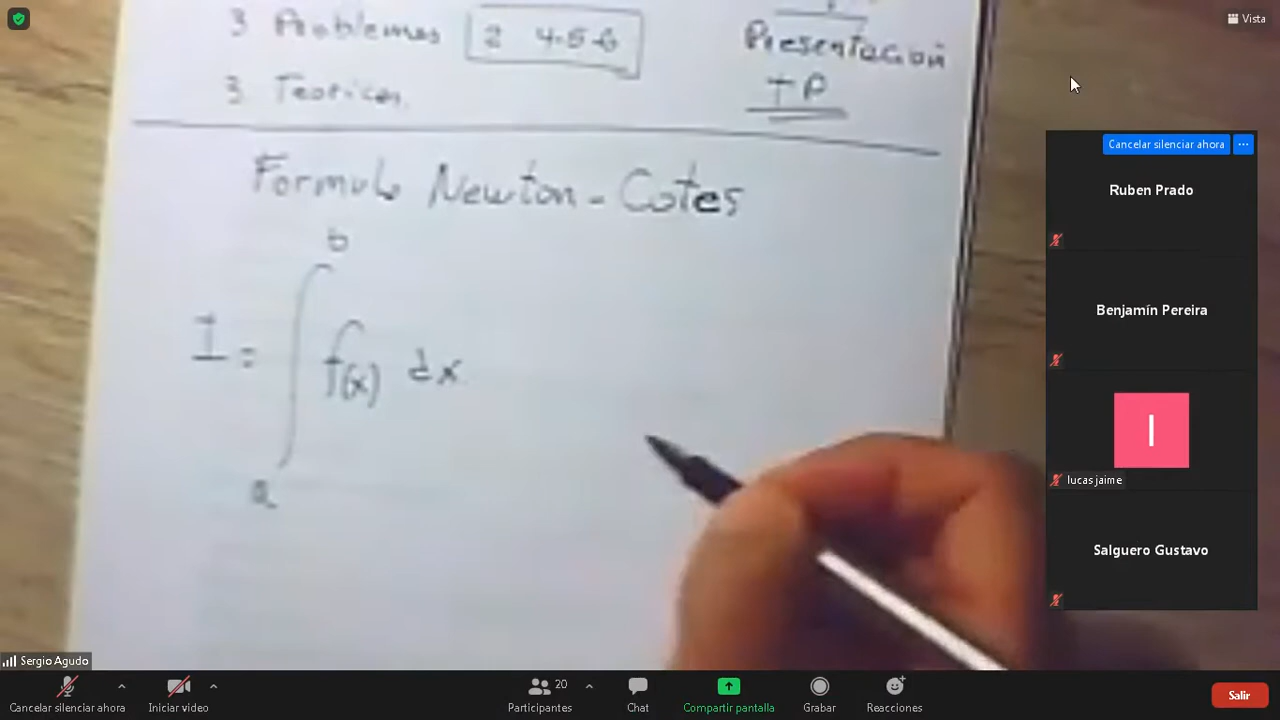 Vista
3 Problemas 2 4-5-6
Presentación
3 Teoricas
TP
Formula Newton - Cotes
b
I = ∫ f(x) dx
a
Cancelar silenciar ahora ...
Ruben Prado
Benjamín Pereira
l
lucas jaime
Salguero Gustavo
Sergio Agudo
20
Cancelar silenciar ahora
Iniciar video
Participantes
Chat
Compartir pantalla
Grabar
Reacciones
Salir